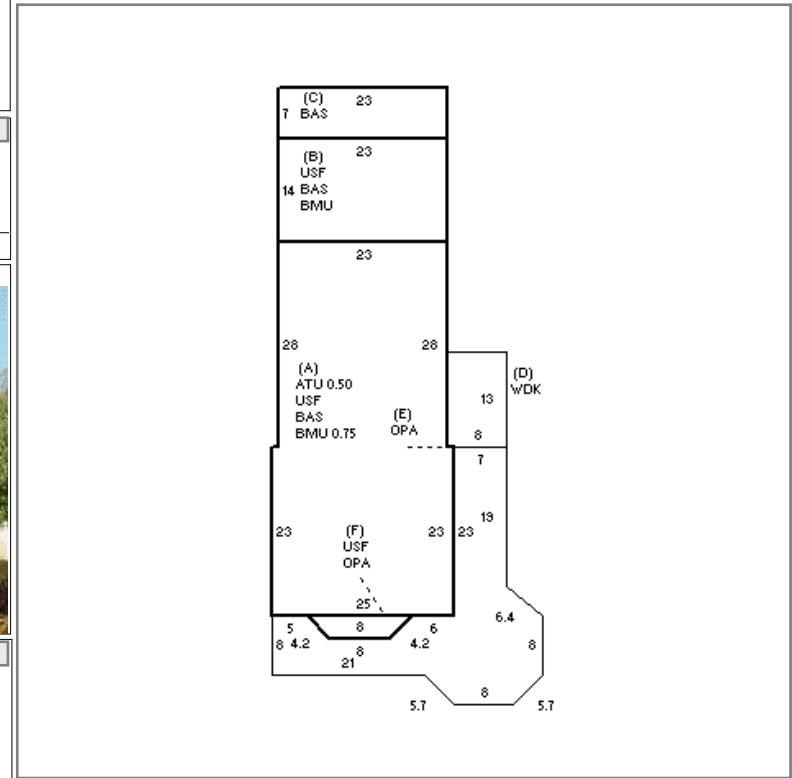 (C) 23
7 BAS
23
(B)
USF
14 BAS
BMU
23
28 28
(A)
ATU 0.50
USF
BAS
BMU 0.75
(E)
OPA
(D)
WDK
13
8
7
19
23 23 23
(F)
USF
OPA
25
5 8 6
8 4.2 8 4.2
21
6.4
8
8
5.7 5.7